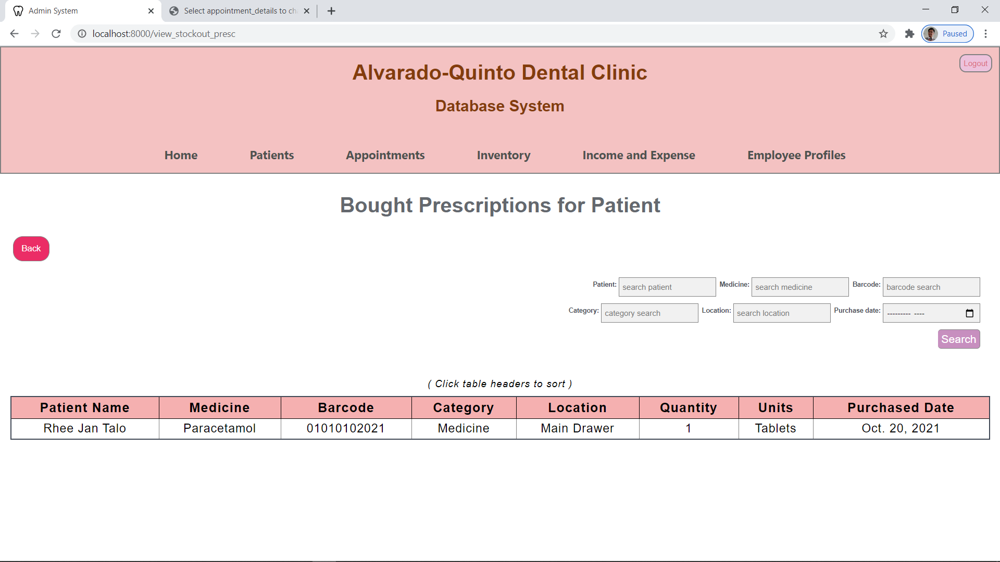 Admin System
Select appointment_details to ch
localhost:8000/view_stockout_presc
Paused
Logout
Alvarado-Quinto Dental Clinic
Database System
Home Patients Appointments Inventory Income and Expense Employee Profiles
Bought Prescriptions for Patient
Back
Patient: search patient Medicine: search medicine Barcode: barcode search
Category: category search Location: search location Purchase date: --------- ----
Search
( Click table headers to sort )
Patient Name Medicine Barcode Category Location Quantity Units Purchased Date
Rhee Jan Talo Paracetamol 01010102021 Medicine Main Drawer 1 Tablets Oct. 20, 2021